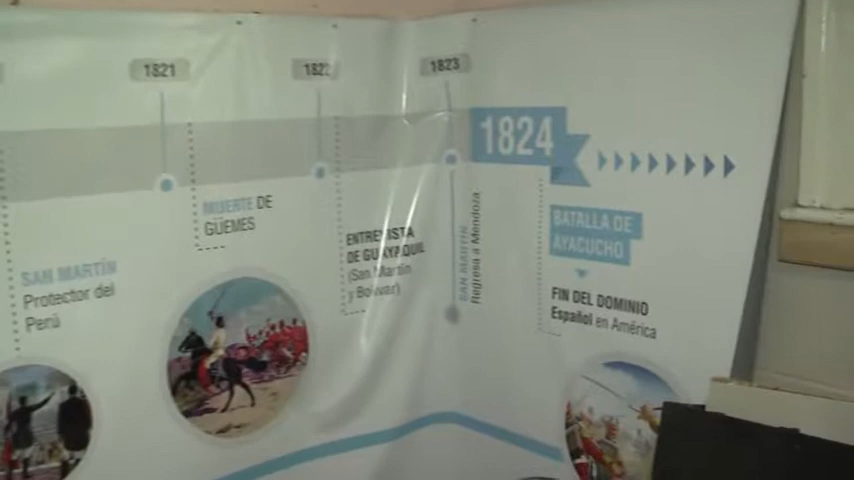 1821
1822
1823
1824
MUERTE DE
GÜEMES
SAN MARTÍN
Protector del
Perú
ENTREVISTA
DE GUAYAQUIL
(San Martín
y Bolívar)
SAN MARTÍN
Regresa a Mendoza
BATALLA DE
AYACUCHO
FIN DEL DOMINIO
Español en América